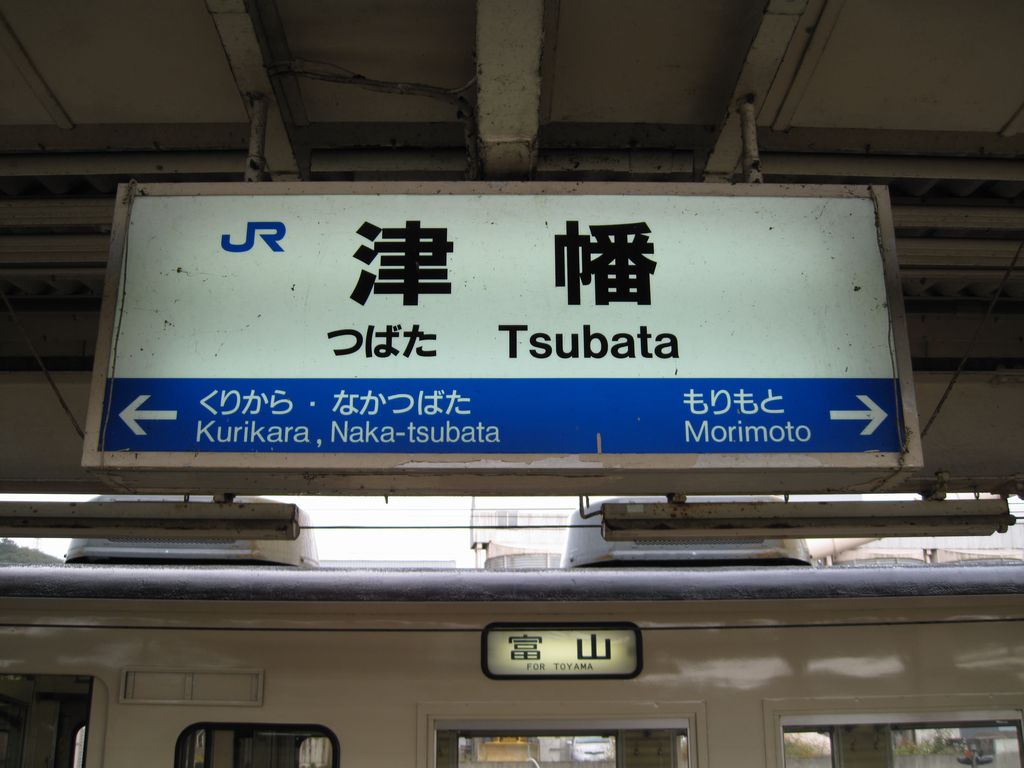 JR 津幡
つばた Tsubata
← くりから・なかつばた もりもと →
Kurikara, Naka-tsubata Morimoto
富山
FOR TOYAMA